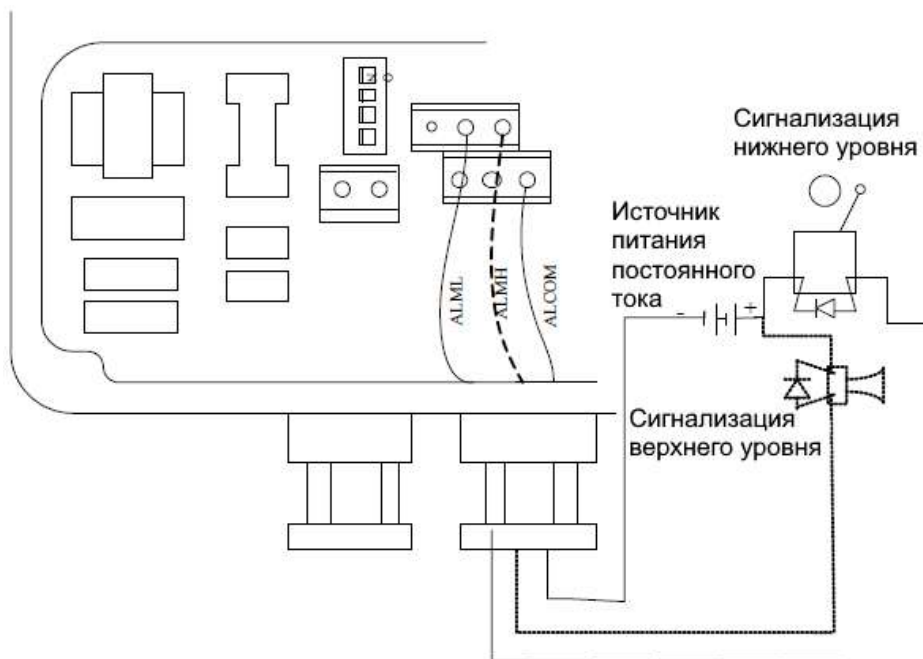 N O
Сигнализация
нижнего уровня
Источник
питания
постоянного
тока
ALML
ALMH
ALCOM
- +
Сигнализация
верхнего уровня